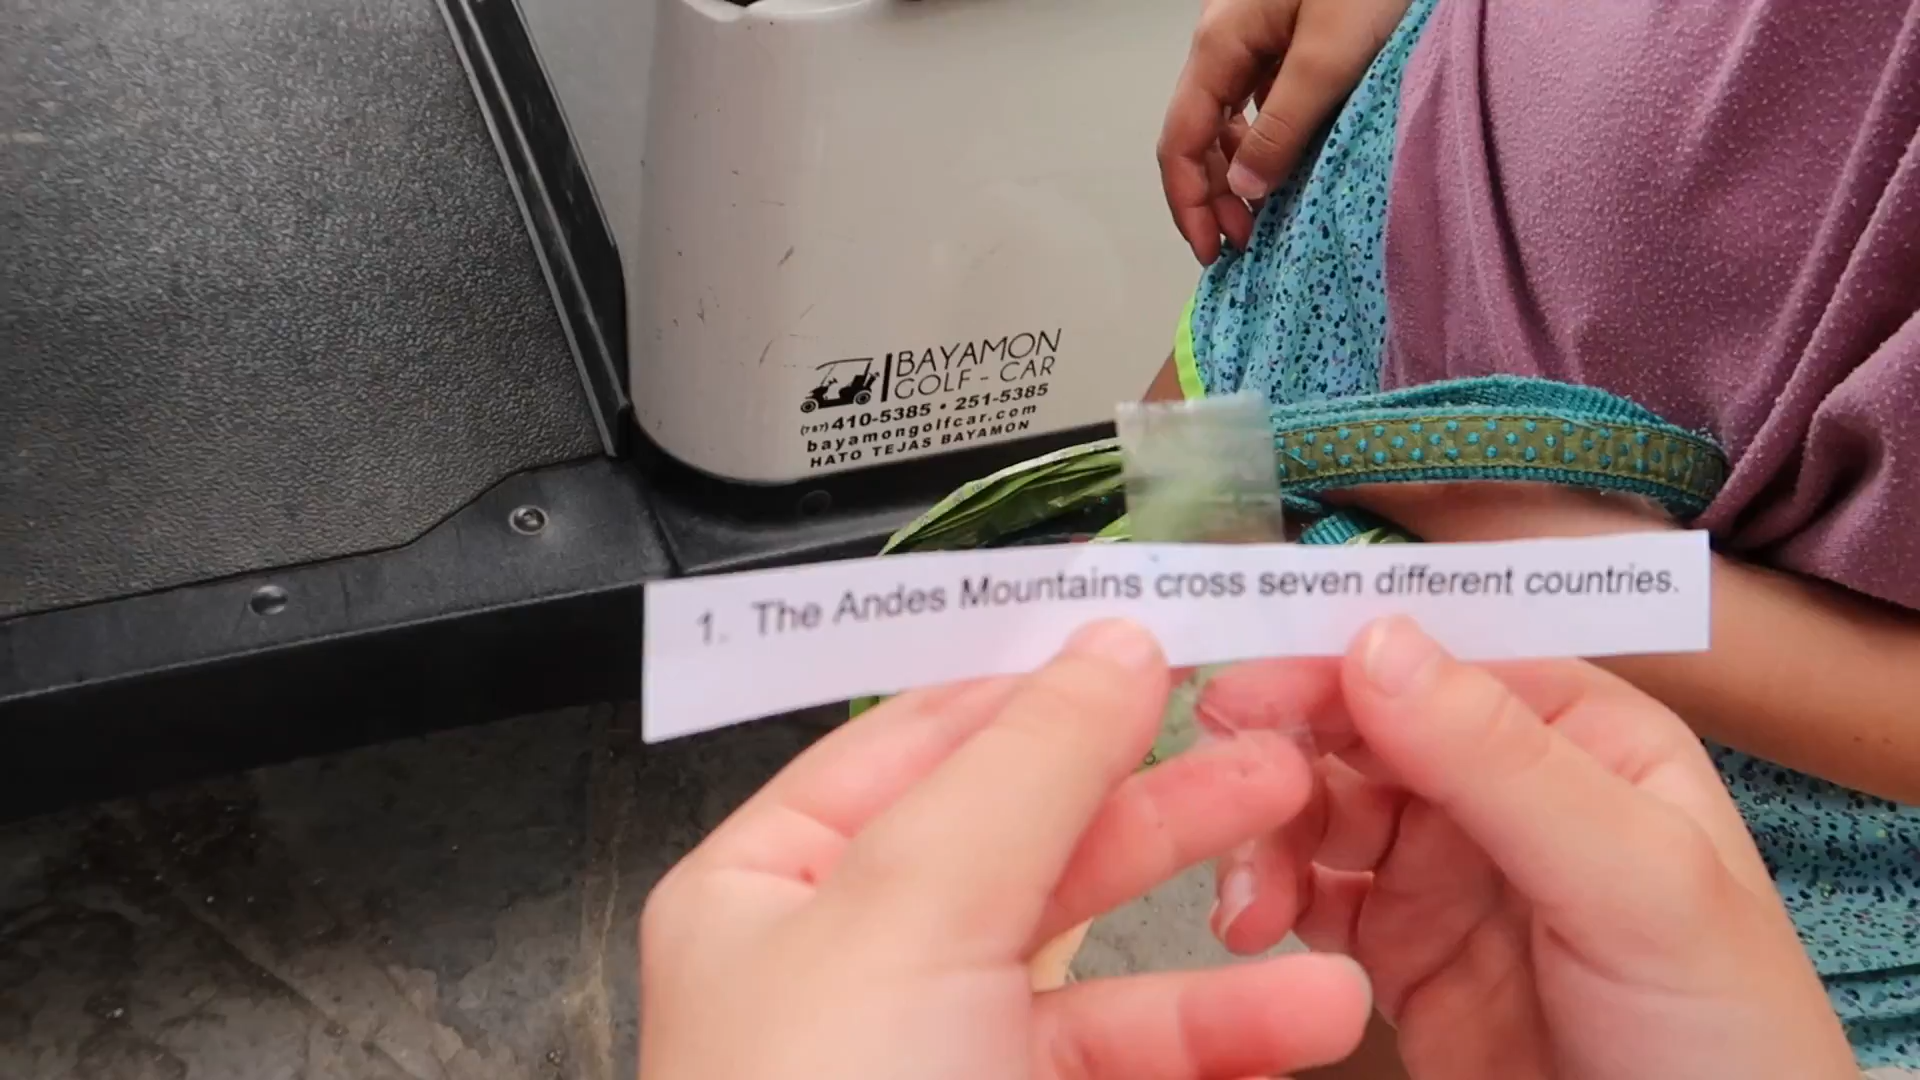 BAYAMON
GOLF - CAR
(787) 410-5385 • 251-5385
bayamongolfcar.com
HATO TEJAS BAYAMON
1. The Andes Mountains cross seven different countries.